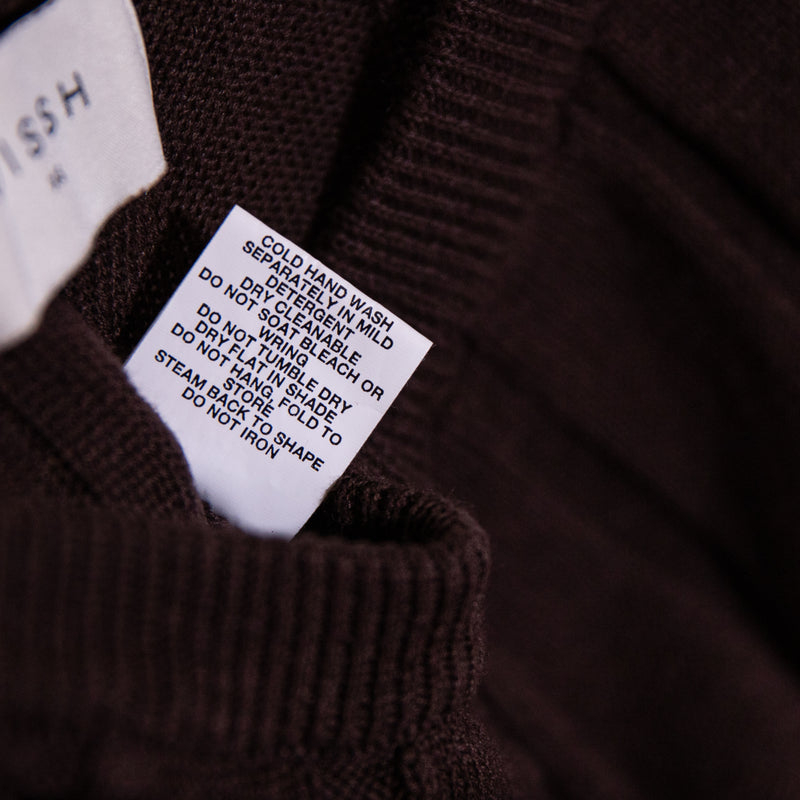 ISSH
COLD HAND WASH
SEPARATELY IN MILD
DETERGENT
DRY CLEANABLE
DO NOT SOAT BLEACH OR
WRING
DO NOT TUMBLE DRY
DRY FLAT IN SHADE
DO NOT HANG, FOLD TO
STORE
STEAM BACK TO SHAPE
DO NOT IRON